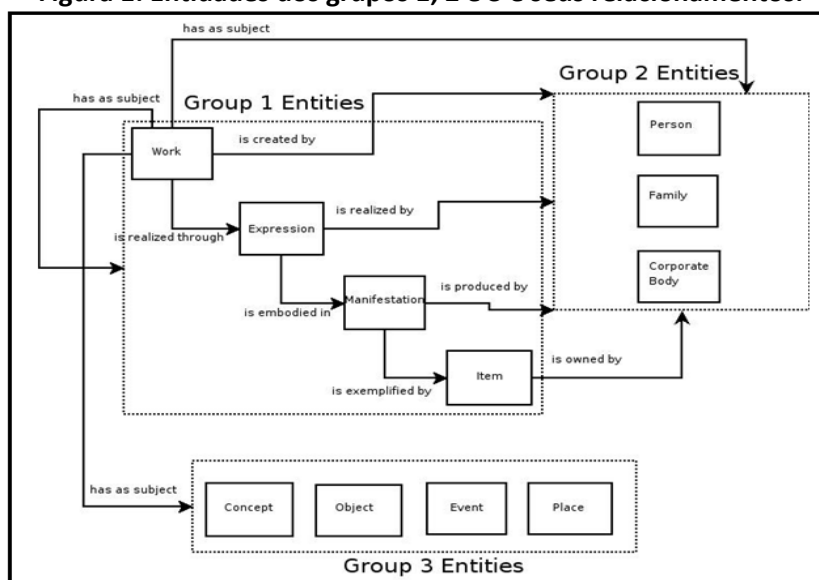 Entidades dos grupos 1, 2 e 3 e seus relacionamentos.
has as subject
has as subject
Group 2 Entities
Group 1 Entities
Person
Work
is created by
Family
is realized by
Expression
is realized through
Corporate
Body
is produced by
Manifestation
is embodied in
Item
is owned by
is exemplified by
has as subject
Concept
Object
Event
Place
Group 3 Entities